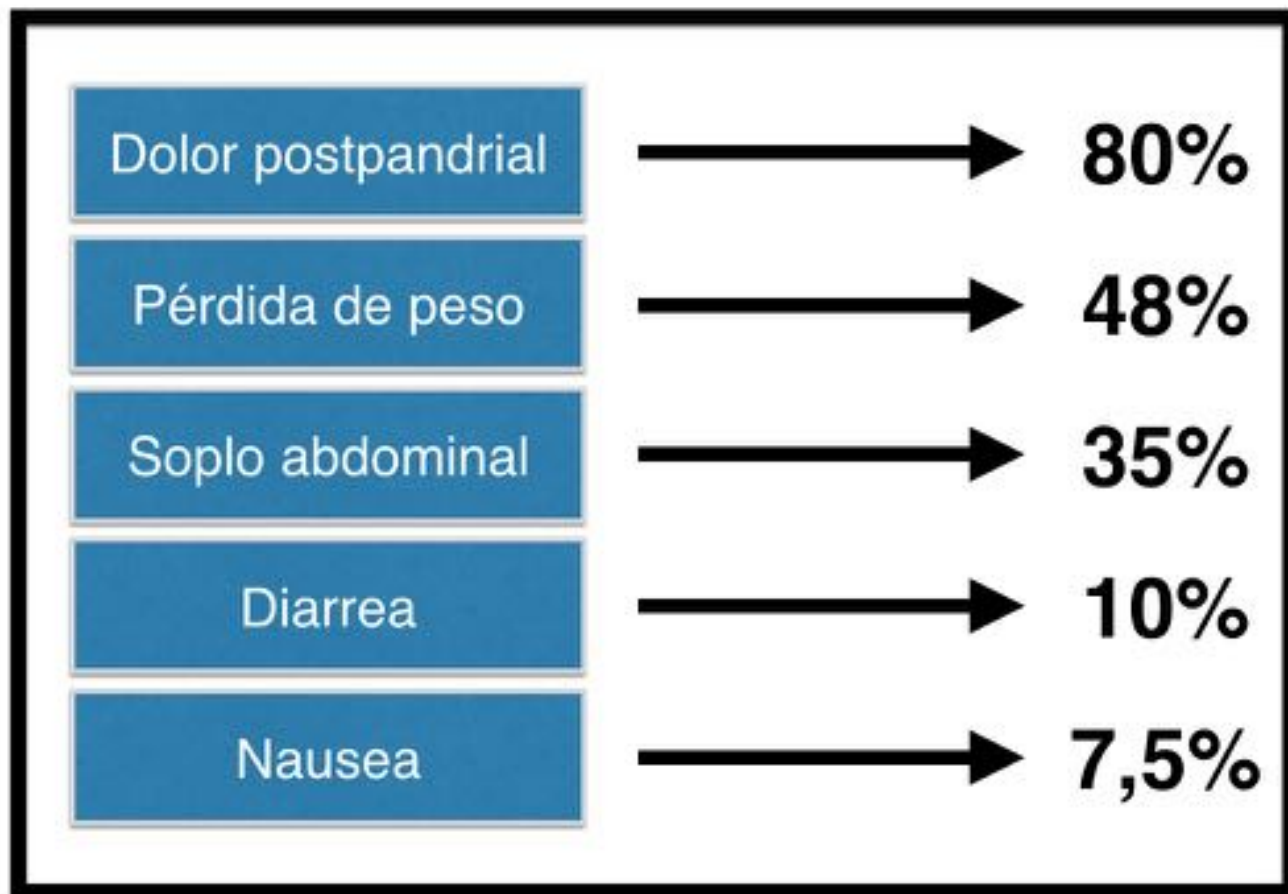 Dolor postpandrial 80%
Pérdida de peso 48%
Soplo abdominal 35%
Diarrea 10%
Nausea 7,5%